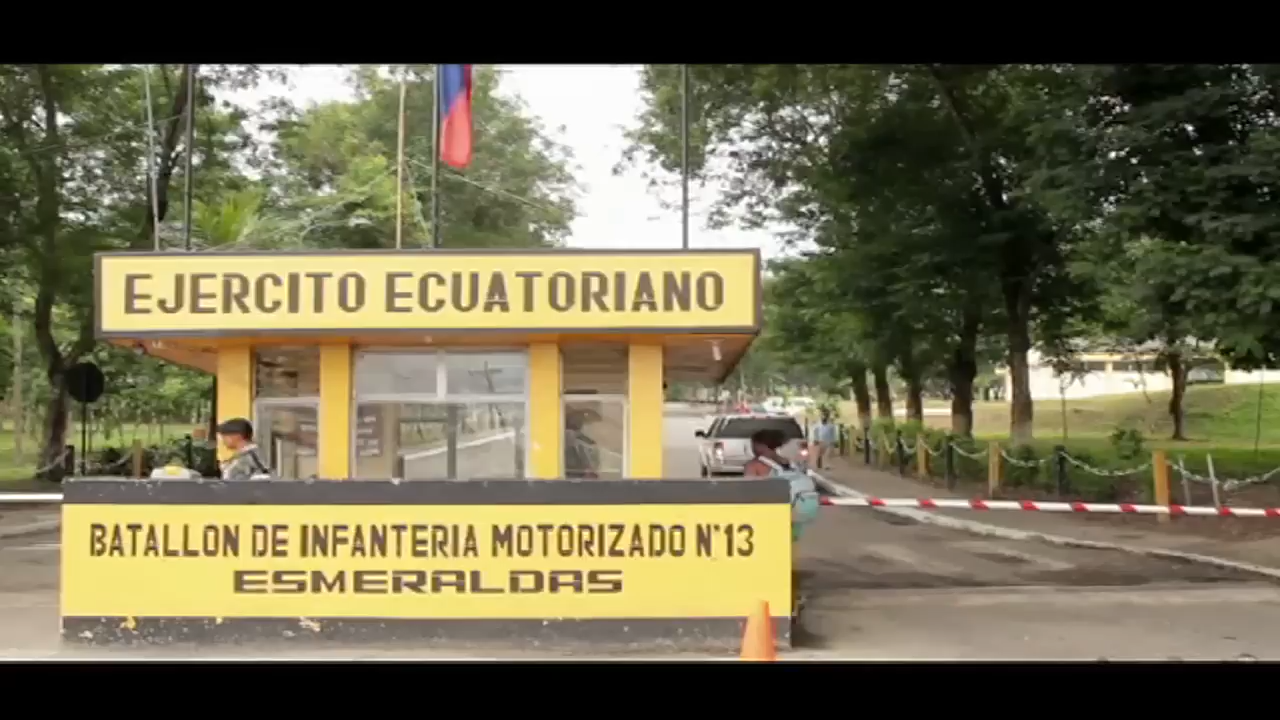 EJERCITO ECUATORIANO
BATALLON DE INFANTERIA MOTORIZADO N°13
ESMERALDAS